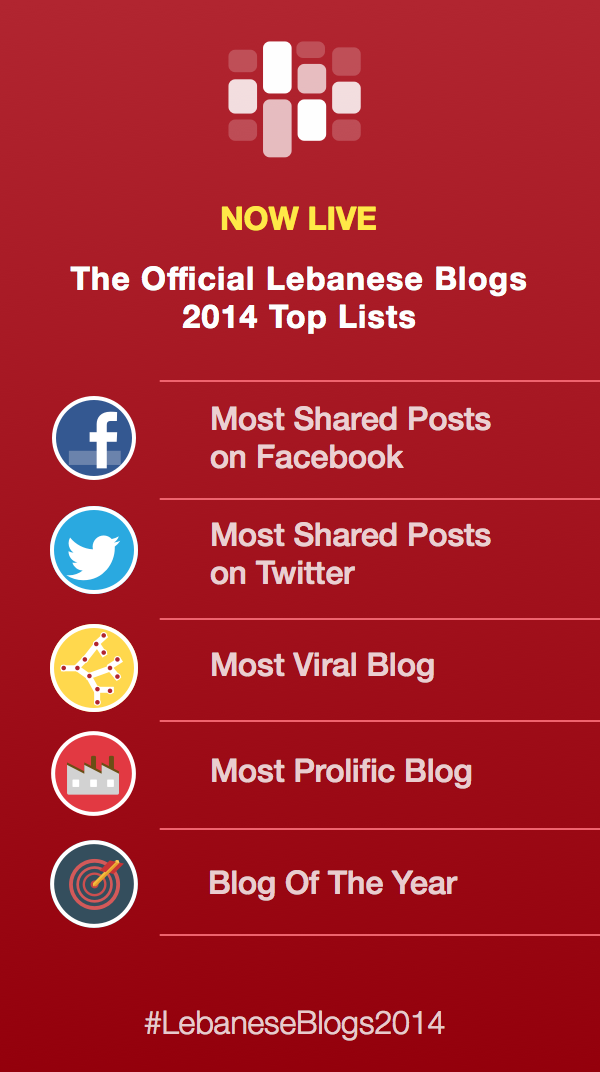 NOW LIVE
The Official Lebanese Blogs
2014 Top Lists
Most Shared Posts
on Facebook
Most Shared Posts
on Twitter
Most Viral Blog
Most Prolific Blog
Blog Of The Year
#LebaneseBlogs2014